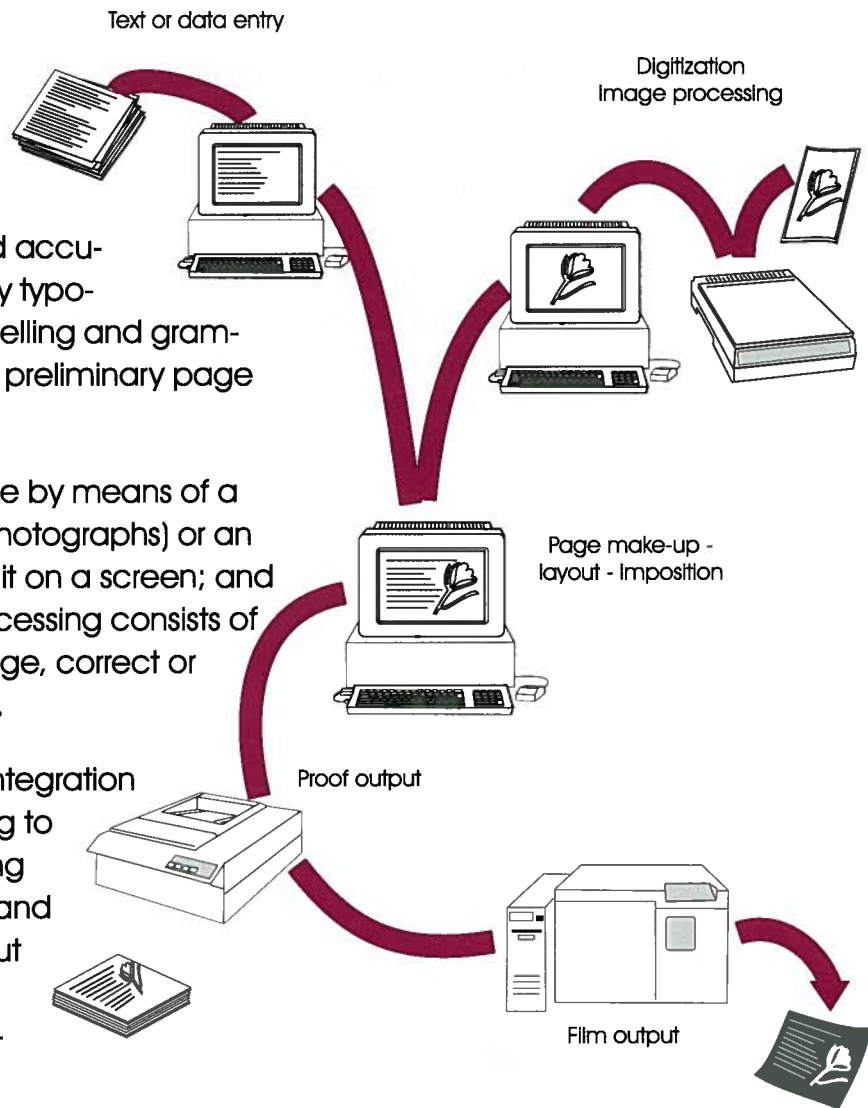 Text or data entry
Digitization
Image processing
d accu-
y typo-
elling and gram-
preliminary page
e by means of a
hotographs) or an
it on a screen; and
cessing consists of
ge, correct or
ntegration
g to
ng
and
ut
Page make-up -
layout - imposition
Proof output
Film output